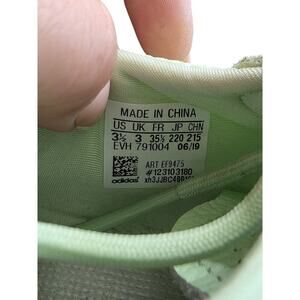 MADE IN CHINA
US UK FR JP CHN
3½ 3 35½ 220 215
EVH 791004 06/19
ART EF9475
#123103180
adidas